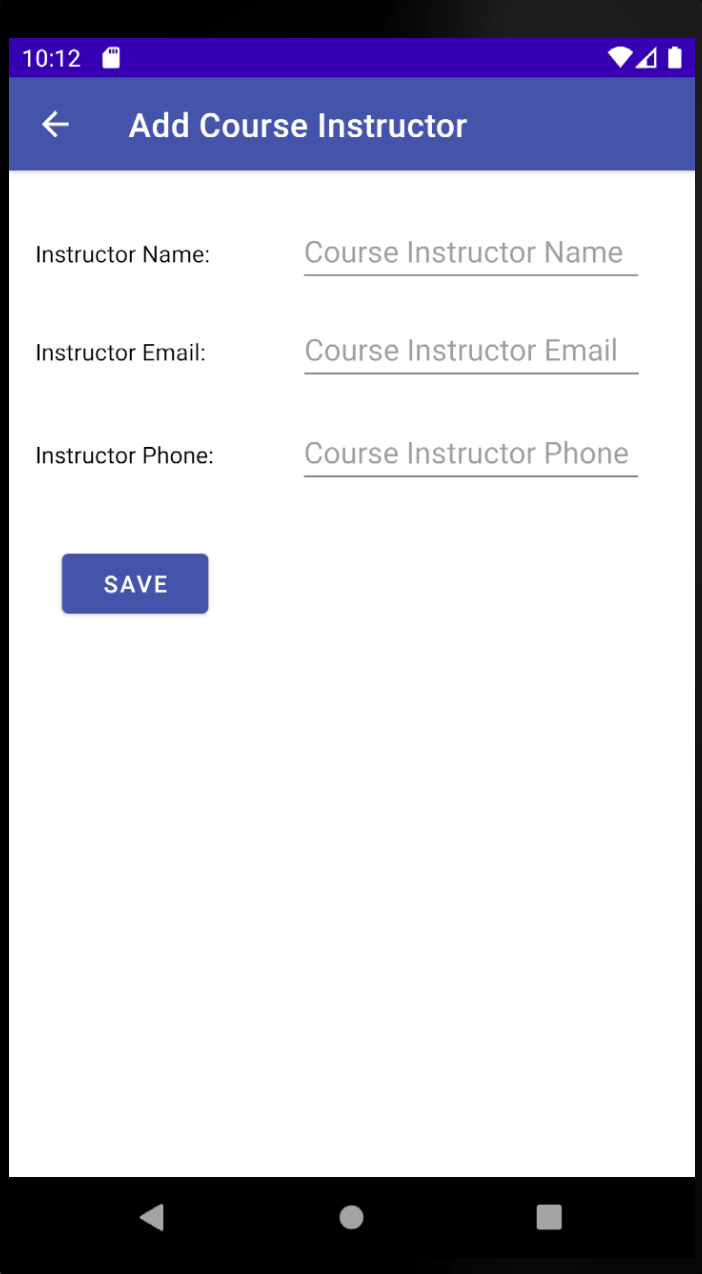 10:12
Add Course Instructor
Instructor Name: Course Instructor Name
Instructor Email: Course Instructor Email
Instructor Phone: Course Instructor Phone
SAVE